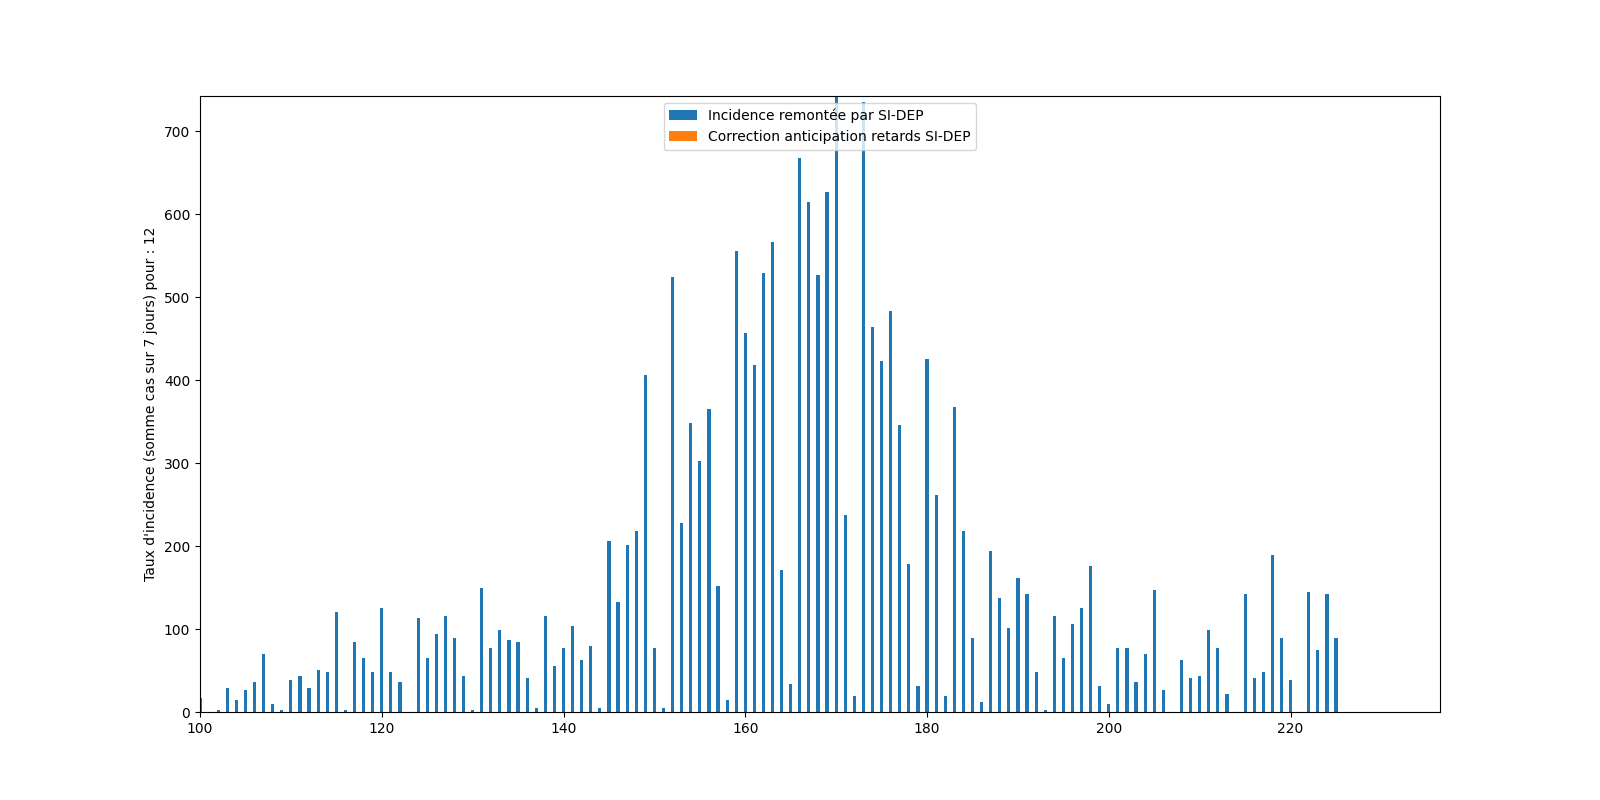 Incidence remontée par SI-DEP
Correction anticipation retards SI-DEP
Taux d'incidence (somme cas sur 7 jours) pour : 12
700
600
500
400
300
200
100
0
100 120 140 160 180 200 220